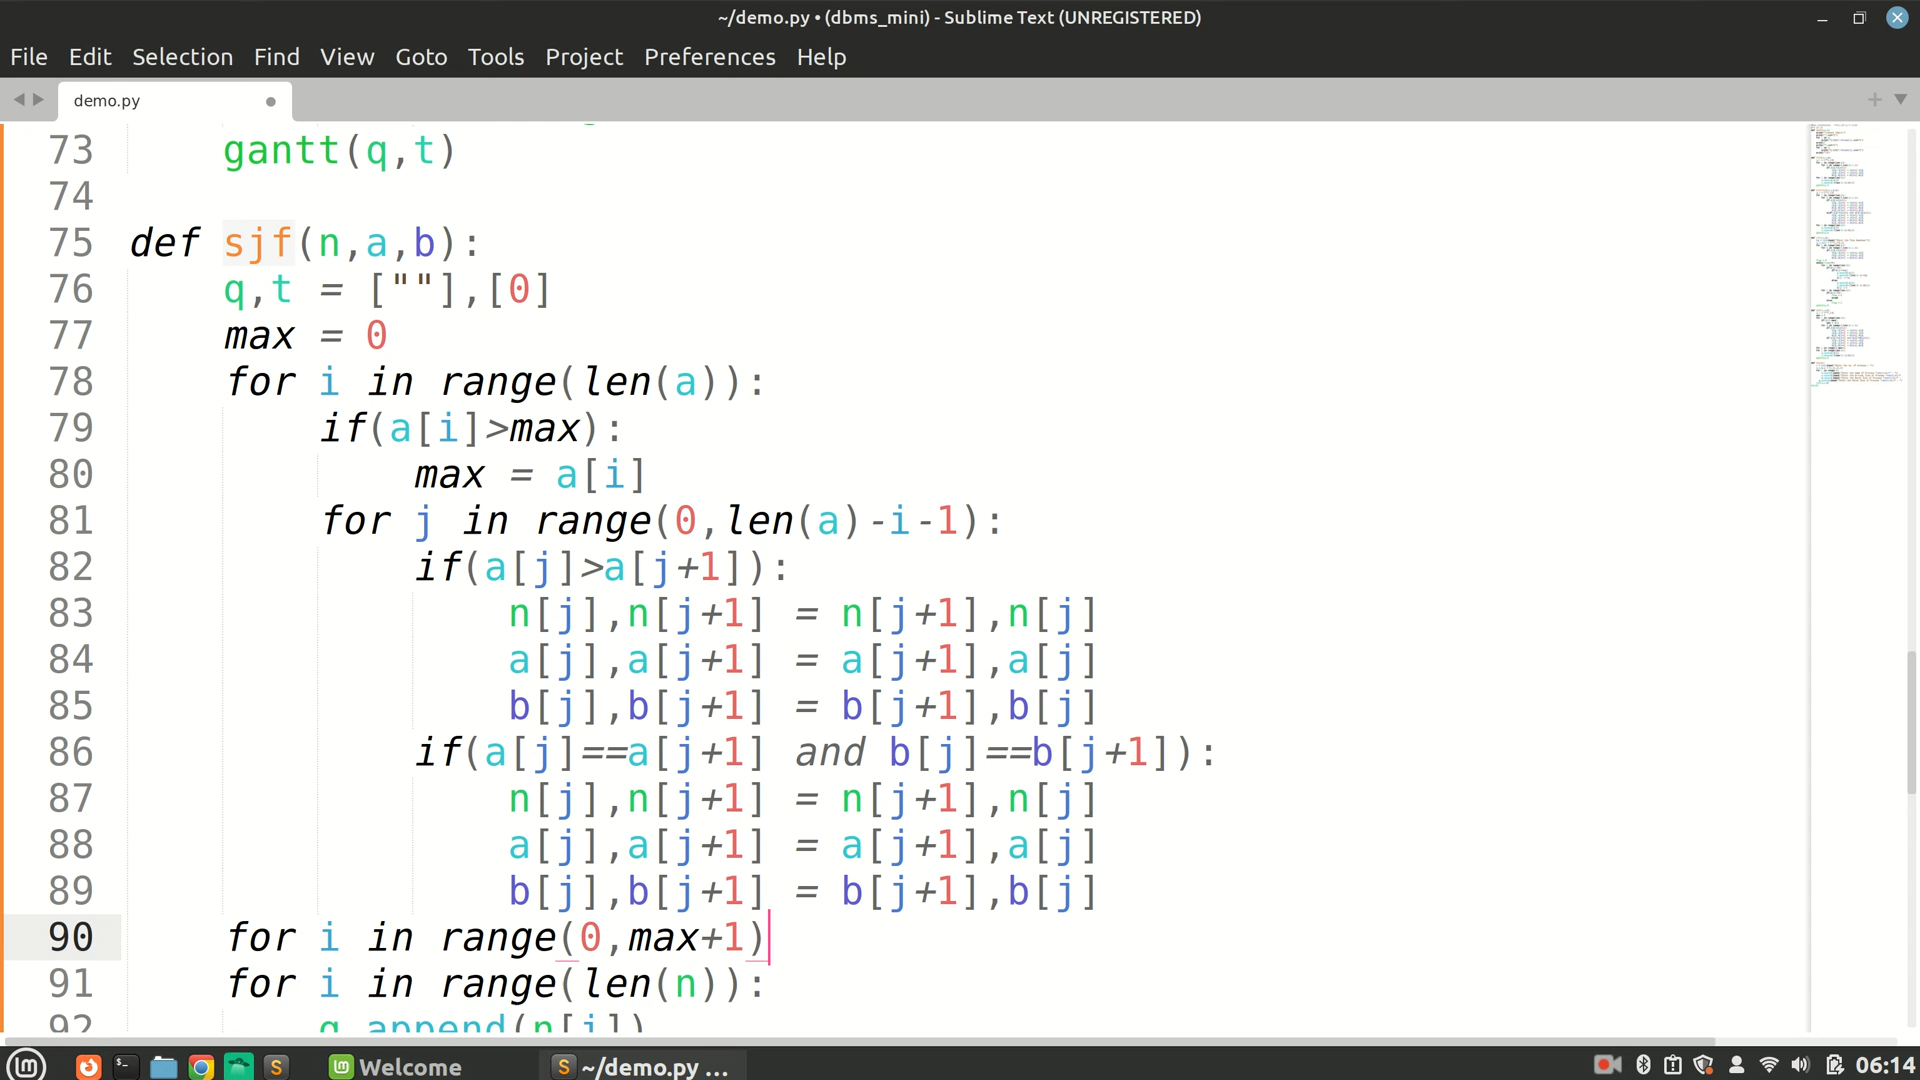 ~/demo.py • (dbms_mini) - Sublime Text (UNREGISTERED)
File Edit Selection Find View Goto Tools Project Preferences Help
demo.py
73 gantt(q,t)
74
75 def sjf(n,a,b):
76 q,t = [""],[0]
77 max = 0
78 for i in range(len(a)):
79 if(a[i]>max):
80 max = a[i]
81 for j in range(0,len(a)-i-1):
82 if(a[j]>a[j+1]):
83 n[j],n[j+1] = n[j+1],n[j]
84 a[j],a[j+1] = a[j+1],a[j]
85 b[j],b[j+1] = b[j+1],b[j]
86 if(a[j]==a[j+1] and b[j]==b[j+1]):
87 n[j],n[j+1] = n[j+1],n[j]
88 a[j],a[j+1] = a[j+1],a[j]
89 b[j],b[j+1] = b[j+1],b[j]
90 for i in range(0,max+1)
91 for i in range(len(n)):
92 q.append(n[i])
Welcome
~/demo.py ...
06:14